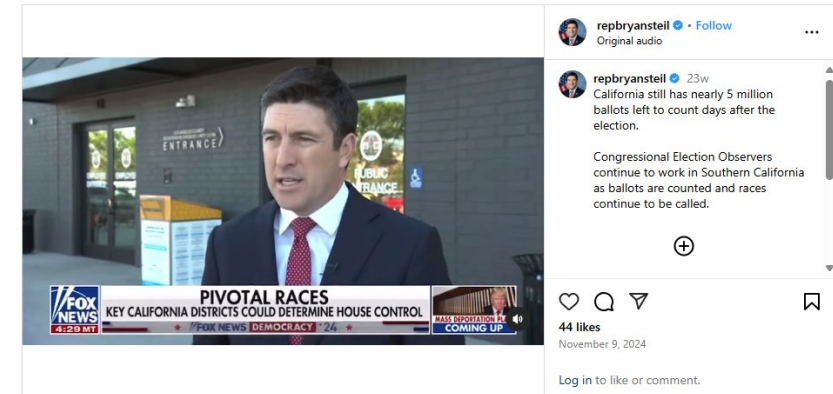 repbryansteil • Follow
Original audio
repbryansteil 23w
California still has nearly 5 million
ballots left to count days after the
election.
Congressional Election Observers
continue to work in Southern California
as ballots are counted and races
continue to be called.
44 likes
November 9, 2024
Log in to like or comment.
ENTRANCE
PUBLIC
ENTRANCE
FOX
NEWS
4:29 MT
PIVOTAL RACES
KEY CALIFORNIA DISTRICTS COULD DETERMINE HOUSE CONTROL
FOX NEWS DEMOCRACY '24
MASS DEPORTATION
COMING UP